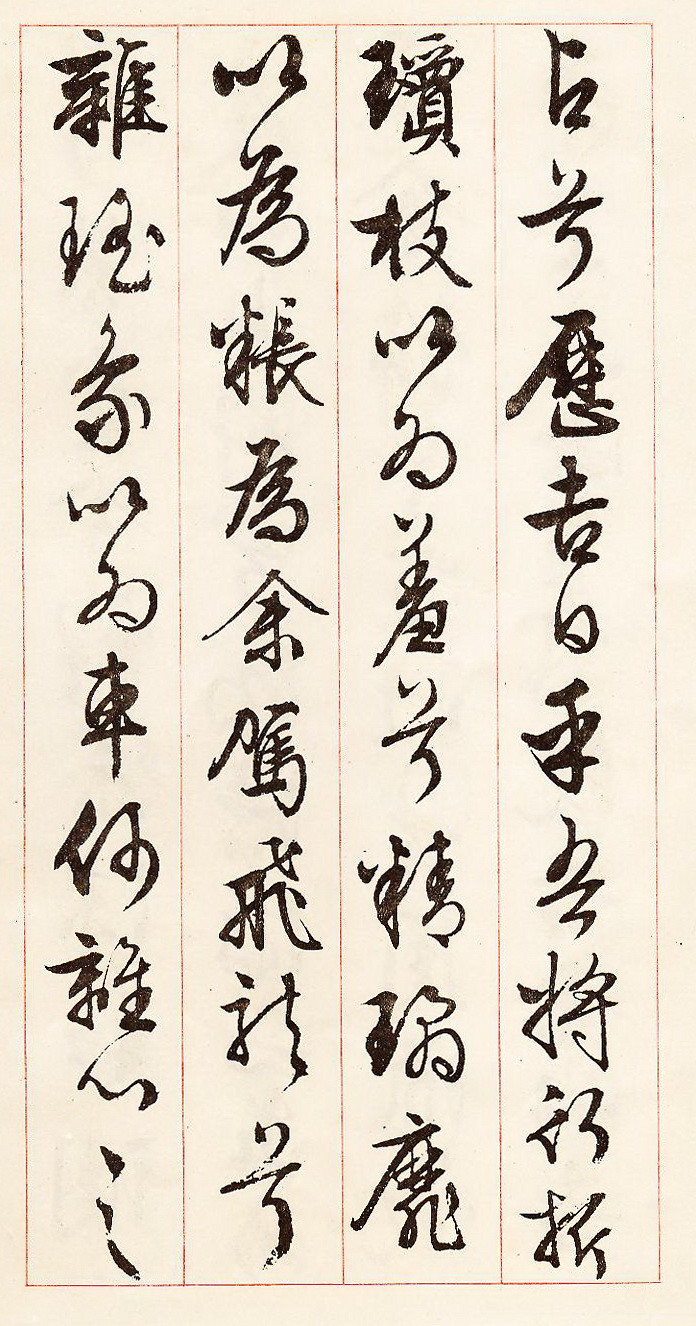 占兮歷吉日乎吾將行折
瓊枝以為羞兮精瓊爢
以為粻為余駕飛龍兮
雜瑤象以為車何離心之